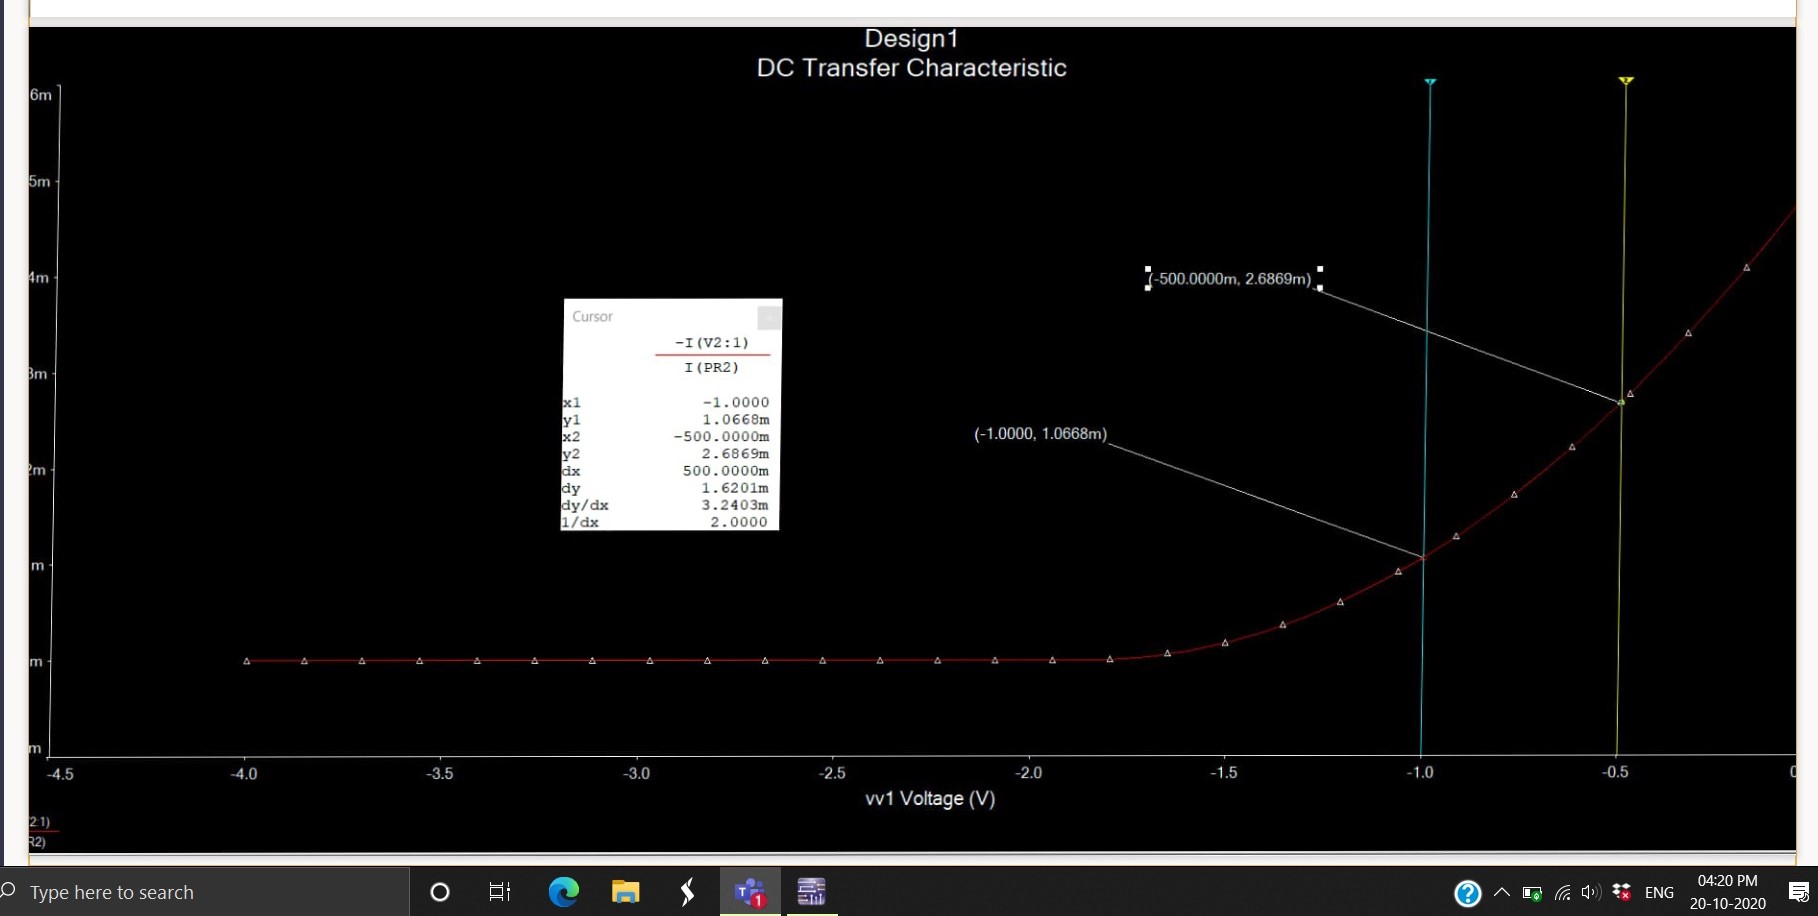 Design1
DC Transfer Characteristic
6m
5m
4m
3m
2m
m
m
m
(-500.0000m, 2.6869m)
(-1.0000, 1.0668m)
Cursor
-I(V2:1)
I(PR2)
x1 -1.0000
y1 1.0668m
x2 -500.0000m
y2 2.6869m
dx 500.0000m
dy 1.6201m
dy/dx 3.2403m
1/dx 2.0000
-4.5 -4.0 -3.5 -3.0 -2.5 -2.0 -1.5 -1.0 -0.5 0
vv1 Voltage (V)
2:1)
R2)
Type here to search
T 1
ENG
04:20 PM
20-10-2020